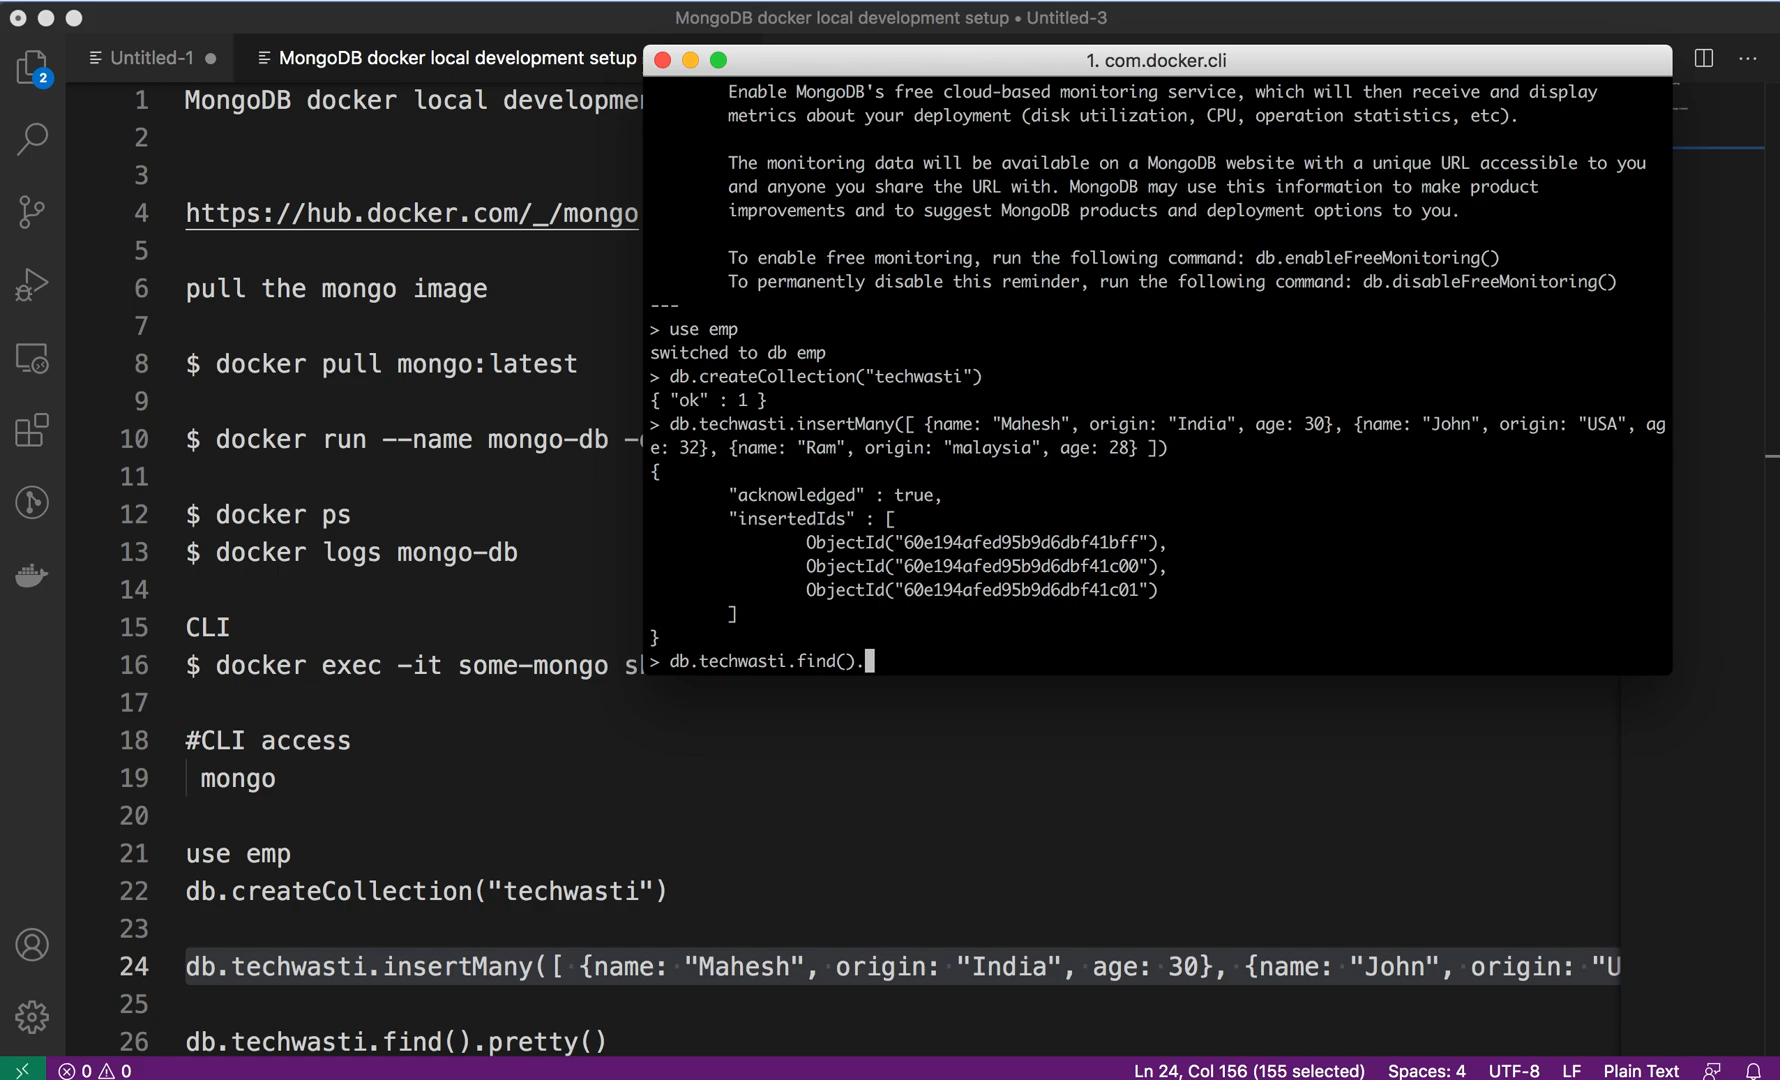 MongoDB docker local development setup • Untitled-3
2
Untitled-1
MongoDB docker local development setup
1 MongoDB docker local developme
2
3
4 https://hub.docker.com/_/mongo
5
6 pull the mongo image
7
8 $ docker pull mongo:latest
9
10 $ docker run --name mongo-db -
11
12 $ docker ps
13 $ docker logs mongo-db
14
15 CLI
16 $ docker exec -it some-mongo s
17
18 #CLI access
19 mongo
20
21 use emp
22 db.createCollection("techwasti")
23
24 db.techwasti.insertMany([ {name: "Mahesh", origin: "India", age: 30}, {name: "John", origin: "U
25
26 db.techwasti.find().pretty()
1. com.docker.cli
Enable MongoDB's free cloud-based monitoring service, which will then receive and display
metrics about your deployment (disk utilization, CPU, operation statistics, etc).
The monitoring data will be available on a MongoDB website with a unique URL accessible to you
and anyone you share the URL with. MongoDB may use this information to make product
improvements and to suggest MongoDB products and deployment options to you.
To enable free monitoring, run the following command: db.enableFreeMonitoring()
To permanently disable this reminder, run the following command: db.disableFreeMonitoring()
---
> use emp
switched to db emp
> db.createCollection("techwasti")
{ "ok" : 1 }
> db.techwasti.insertMany([ {name: "Mahesh", origin: "India", age: 30}, {name: "John", origin: "USA", ag
e: 32}, {name: "Ram", origin: "malaysia", age: 28} ])
{
"acknowledged" : true,
"insertedIds" : [
ObjectId("60e194afed95b9d6dbf41bff"),
ObjectId("60e194afed95b9d6dbf41c00"),
ObjectId("60e194afed95b9d6dbf41c01")
]
}
> db.techwasti.find().
0 0
Ln 24, Col 156 (155 selected) Spaces: 4 UTF-8 LF Plain Text